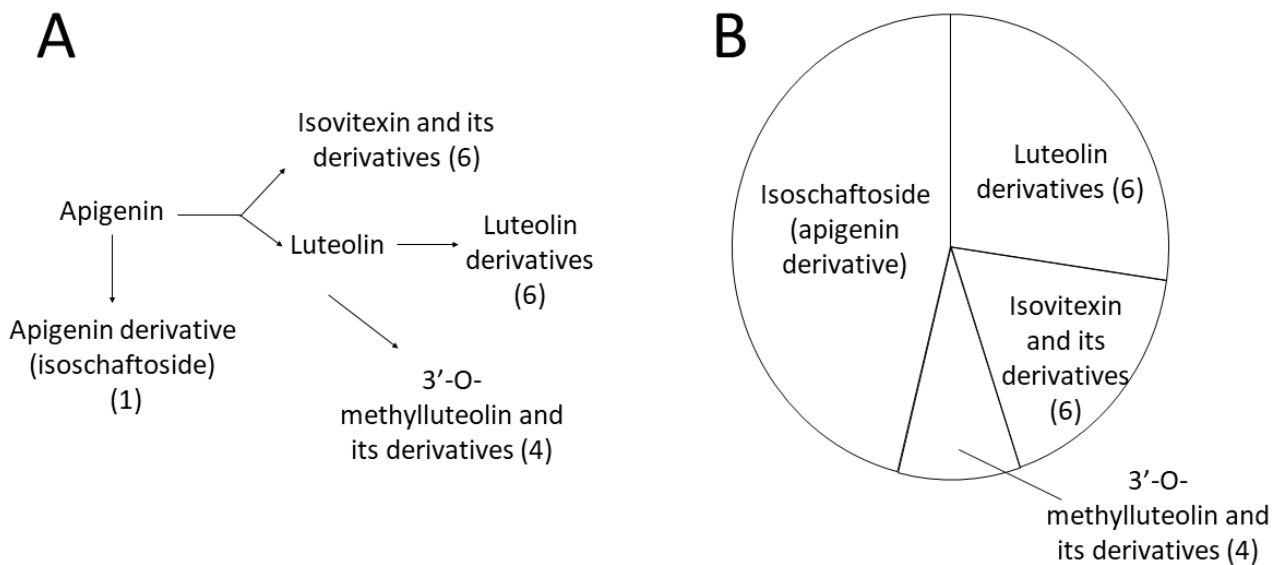 A
Isovitexin and its
derivatives (6)
Apigenin
Luteolin
Luteolin
derivatives
(6)
Apigenin derivative
(isoschaftoside)
(1)
3’-O-
methylluteolin and
its derivatives (4)
B
Luteolin
derivatives (6)
Isoschaftoside
(apigenin
derivative)
Isovitexin
and its
derivatives
(6)
3’-O-
methylluteolin and
its derivatives (4)